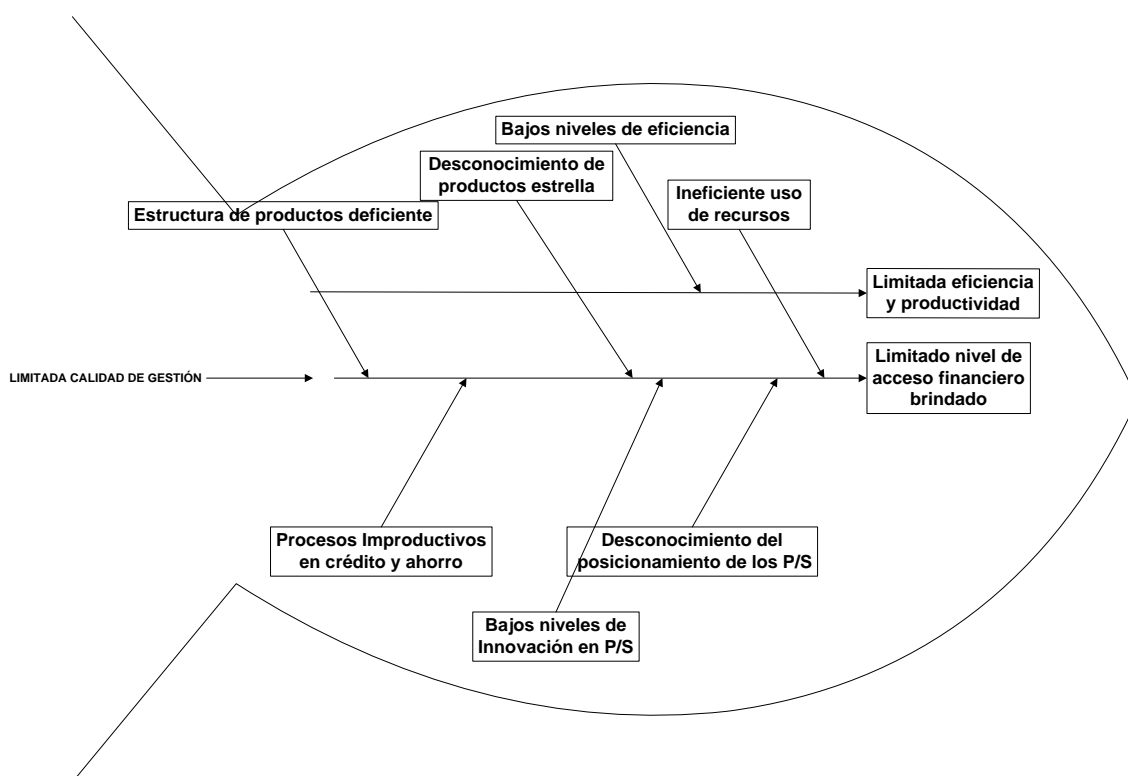 Bajos niveles de eficiencia
Desconocimiento de
productos estrella
Ineficiente uso
de recursos
Estructura de productos deficiente
Limitada eficiencia
y productividad
LIMITADA CALIDAD DE GESTIÓN
Limitado nivel de
acceso financiero
brindado
Procesos Improductivos
en crédito y ahorro
Desconocimiento del
posicionamiento de los P/S
Bajos niveles de
Innovación en P/S